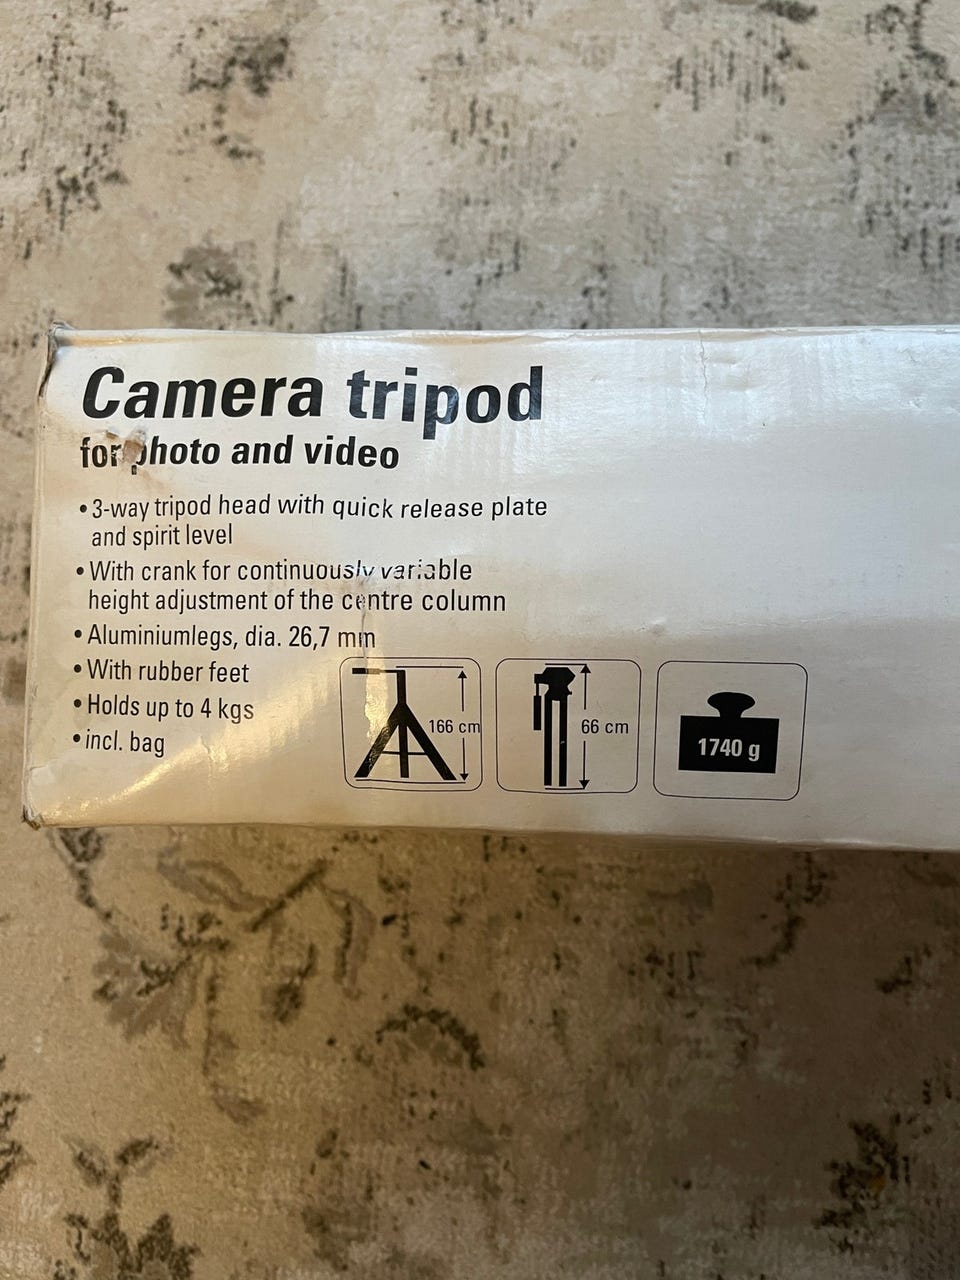 Camera tripod
for photo and video
• 3-way tripod head with quick release plate
and spirit level
• With crank for continuously variable
height adjustment of the centre column
• Aluminiumlegs, dia. 26,7 mm
• With rubber feet
• Holds up to 4 kgs
• incl. bag
166 cm
66 cm
1740 g